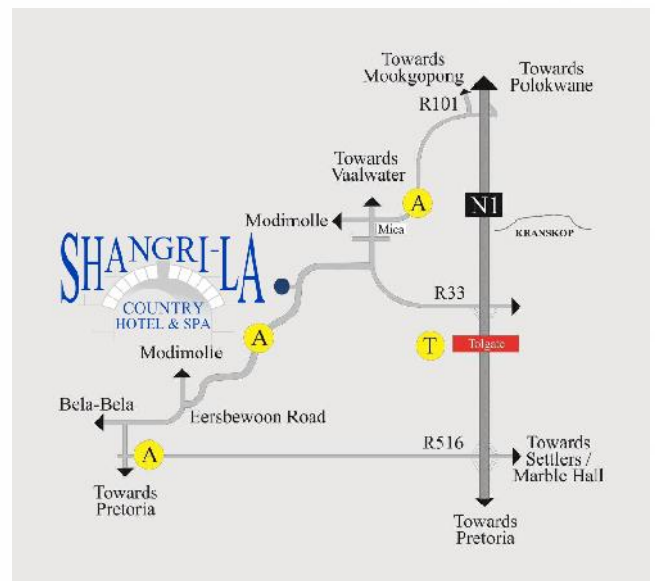 Towards
Mookgopong
Towards
Polokwane
R101
Towards
Vaalwater
A
N1
Modimolle
Mica
KRANSKOP
SHANGRI-LA
COUNTRY
HOTEL & SPA
R33
A
T
Tolgate
Modimolle
Bela-Bela
Eersbewoon Road
A
R516
Towards
Settlers /
Marble Hall
Towards
Pretoria
Towards
Pretoria